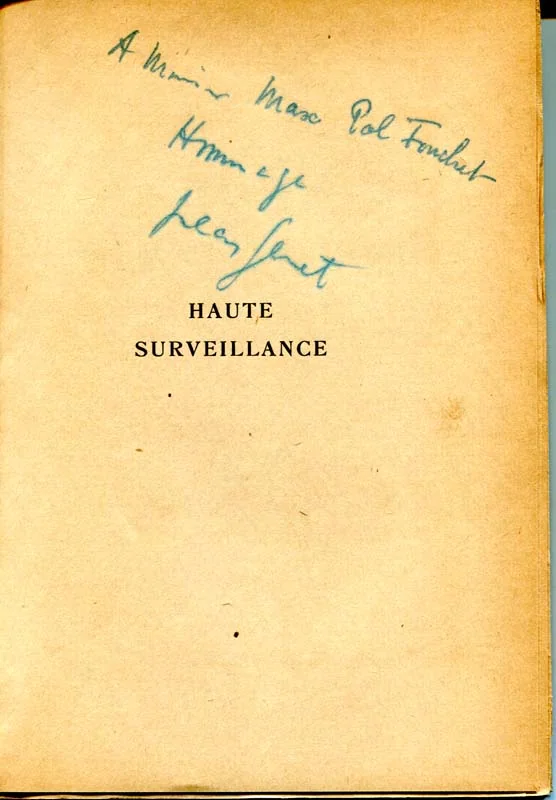 A Monsieur Max Pol Fouchet
Hommage
Jean Genet
HAUTE
SURVEILLANCE